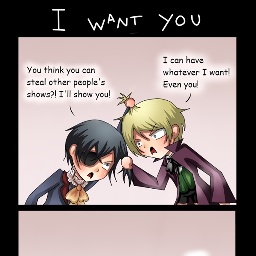 I WANT YOU
You think you can
steal other people's
shows?! I'll show you!
I can have
whatever I want!
Even you!